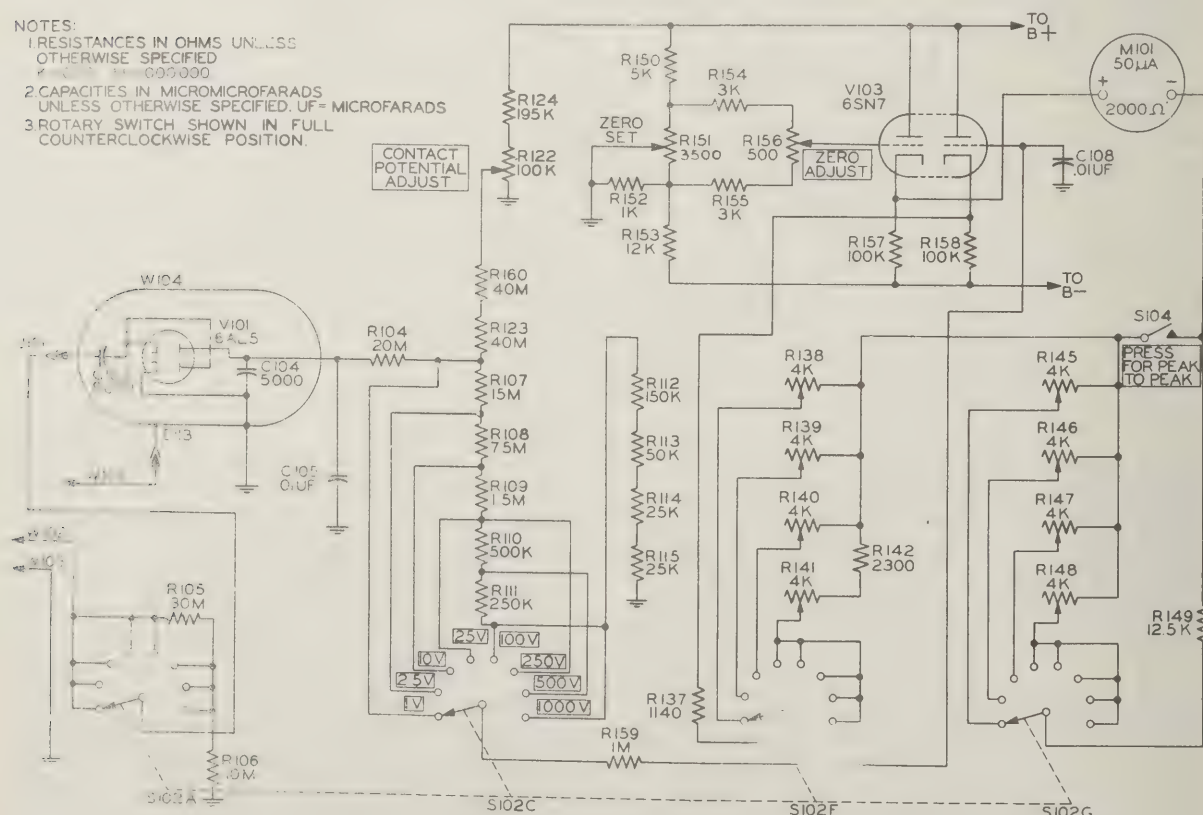 NOTES:
1.RESISTANCES IN OHMS UNLESS
OTHERWISE SPECIFIED
2.CAPACITIES IN MICROMICROFARADS
UNLESS OTHERWISE SPECIFIED. UF= MICROFARADS
3.ROTARY SWITCH SHOWN IN FULL
COUNTERCLOCKWISE POSITION.
TO
B+
M101
50µA
+
-
2000Ω
R150
5K
R154
3K
V103
6SN7
R124
195K
ZERO
SET
R151
3500
R156
500
ZERO
ADJUST
C108
.01UF
CONTACT
POTENTIAL
ADJUST
R122
100K
R152
1K
R155
3K
R153
12K
R157
100K
R158
100K
TO
B-
W104
R160
40M
V101
6AL5
R104
20M
R123
40M
C104
5000
S104
PRESS
FOR PEAK
TO PEAK
R107
15M
R112
150K
R138
4K
R145
4K
R108
7.5M
R113
50K
R139
4K
R146
4K
C105
R109
1.5M
R114
25K
R140
4K
R147
4K
R110
500K
R115
25K
R142
2300
R141
4K
R148
4K
R105
30M
R111
250K
R149
12.5K
25V
100V
10V
250V
2.5V
500V
1V
1000V
R137
1140
R159
1M
R106
S102A
S102C
S102F
S102G